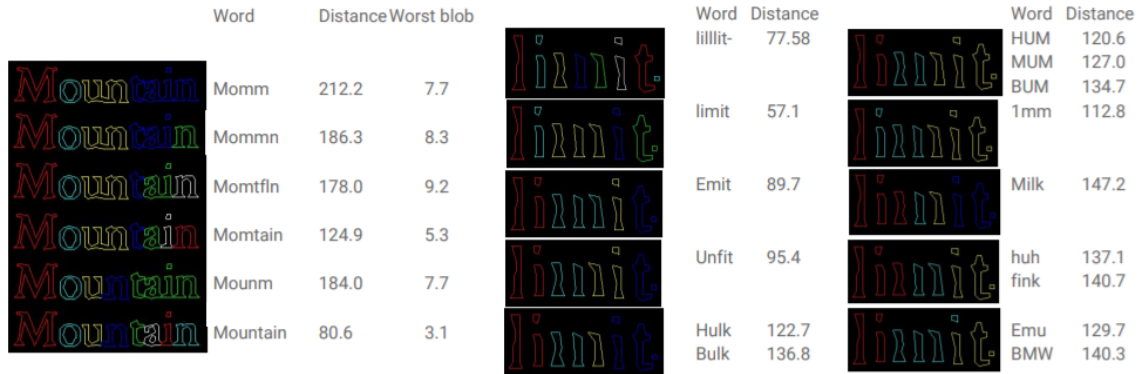 Word Distance Worst blob
Mountain Momm 212.2 7.7
Mountain Mommn 186.3 8.3
Mountain Momtfln 178.0 9.2
Mountain Momtain 124.9 5.3
Mountain Mounm 184.0 7.7
Mountain Mountain 80.6 3.1
Word Distance
limit. lilllit- 77.58
limit. limit 57.1
limit. Emit 89.7
limit. Unfit 95.4
limit. Hulk 122.7
Bulk 136.8
Word Distance
limit. HUM 120.6
MUM 127.0
BUM 134.7
limit. 1mm 112.8
limit. Milk 147.2
limit. huh 137.1
fink 140.7
limit. Emu 129.7
BMW 140.3